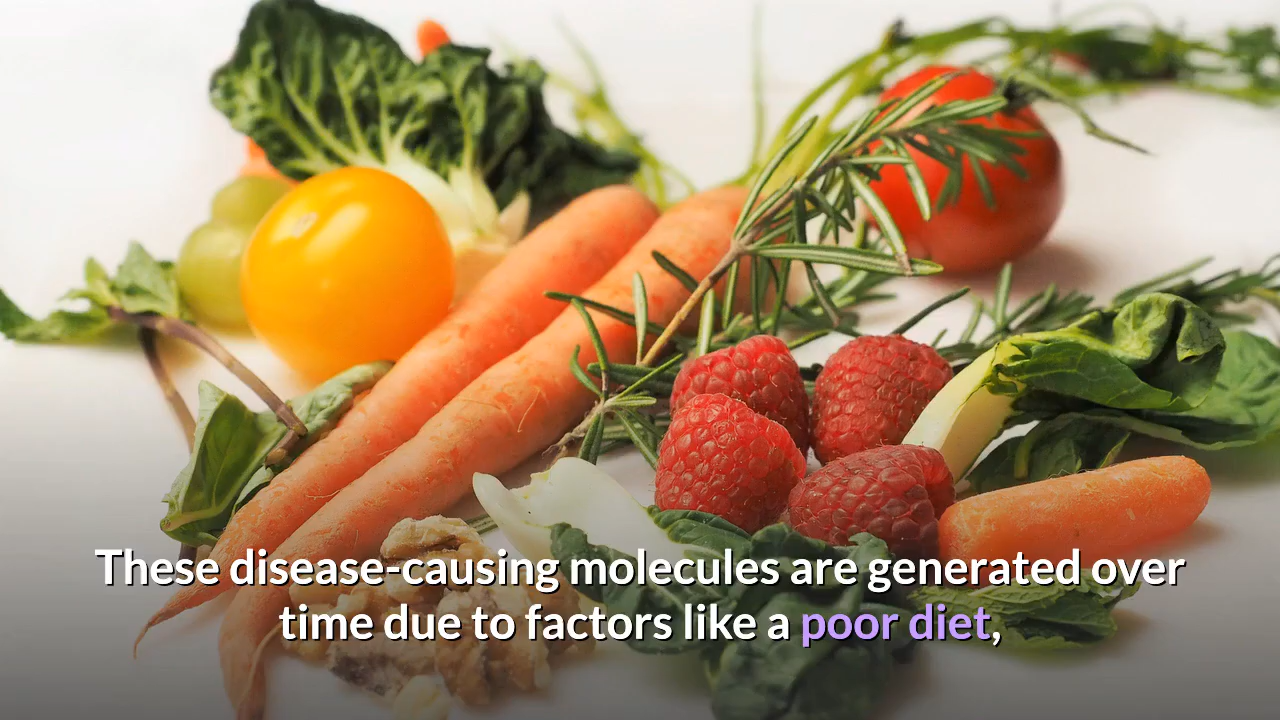 These disease-causing molecules are generated over
time due to factors like a poor diet,